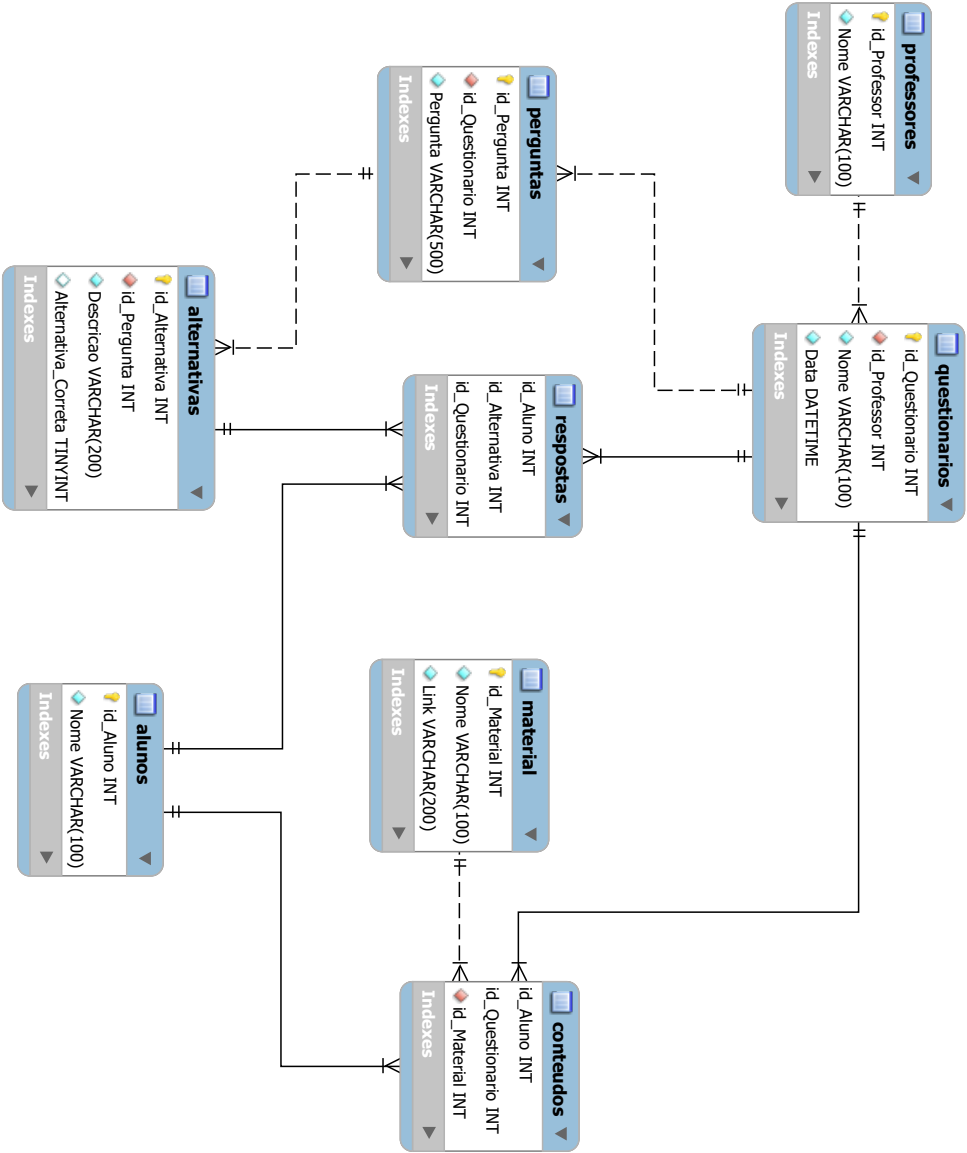 professores
id_Professor INT
Nome VARCHAR(100)
Indexes
questionarios
id_Questionario INT
id_Professor INT
Nome VARCHAR(100)
Data DATETIME
Indexes
perguntas
id_Pergunta INT
id_Questionario INT
Pergunta VARCHAR(500)
Indexes
respostas
id_Aluno INT
id_Alternativa INT
id_Questionario INT
Indexes
material
id_Material INT
Nome VARCHAR(100)
Link VARCHAR(200)
Indexes
conteudos
id_Aluno INT
id_Questionario INT
id_Material INT
Indexes
alternativas
id_Alternativa INT
id_Pergunta INT
Descricao VARCHAR(200)
Alternativa_Correta TINYINT
Indexes
alunos
id_Aluno INT
Nome VARCHAR(100)
Indexes